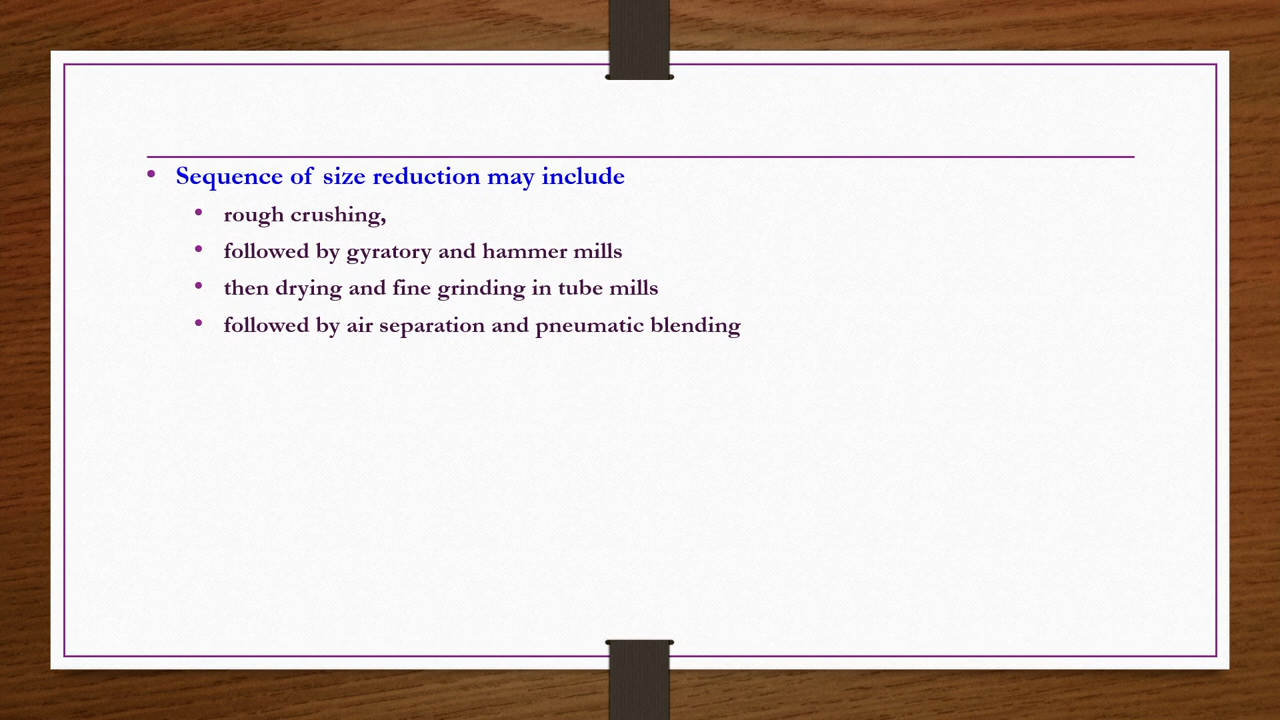 • Sequence of size reduction may include
• rough crushing,
• followed by gyratory and hammer mills
• then drying and fine grinding in tube mills
• followed by air separation and pneumatic blending